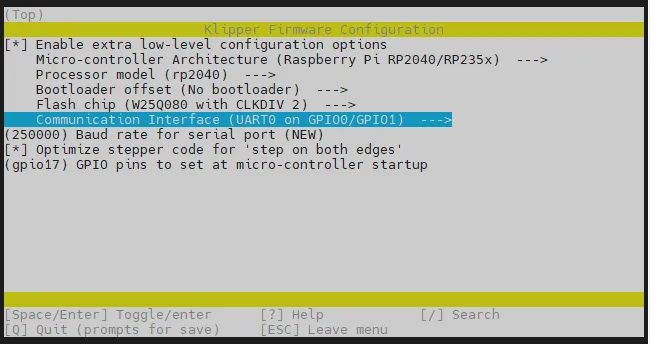 (Top)
Klipper Firmware Configuration
[*] Enable extra low-level configuration options
Micro-controller Architecture (Raspberry Pi RP2040/RP235x)  --->
Processor model (rp2040)  --->
Bootloader offset (No bootloader)  --->
Flash chip (W25Q080 with CLKDIV 2)  --->
Communication Interface (UART0 on GPIO0/GPIO1)  --->
(250000) Baud rate for serial port (NEW)
[*] Optimize stepper code for 'step on both edges'
(gpio17) GPIO pins to set at micro-controller startup
[Space/Enter] Toggle/enter [?] Help [/] Search
[Q] Quit (prompts for save) [ESC] Leave menu